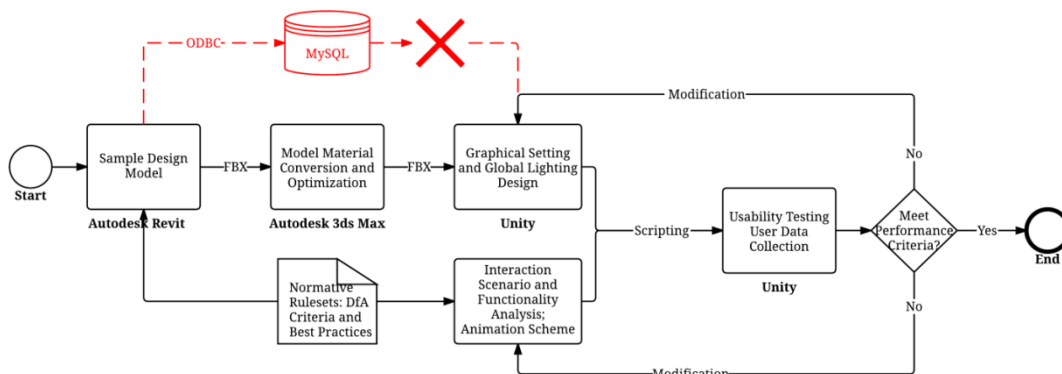 ODBC
MySQL
Modification
No
Sample Design
Model
FBX
Model Material
Conversion and
Optimization
FBX
Graphical Setting
and Global Lighting
Design
Start
Autodesk Revit
Autodesk 3ds Max
Unity
Scripting
Usability Testing
User Data
Collection
Unity
Meet
Performance
Criteria?
Yes
End
Normative
Rulesets: DfA
Criteria and
Best Practices
Interaction
Scenario and
Functionality
Analysis;
Animation Scheme
No
Modification